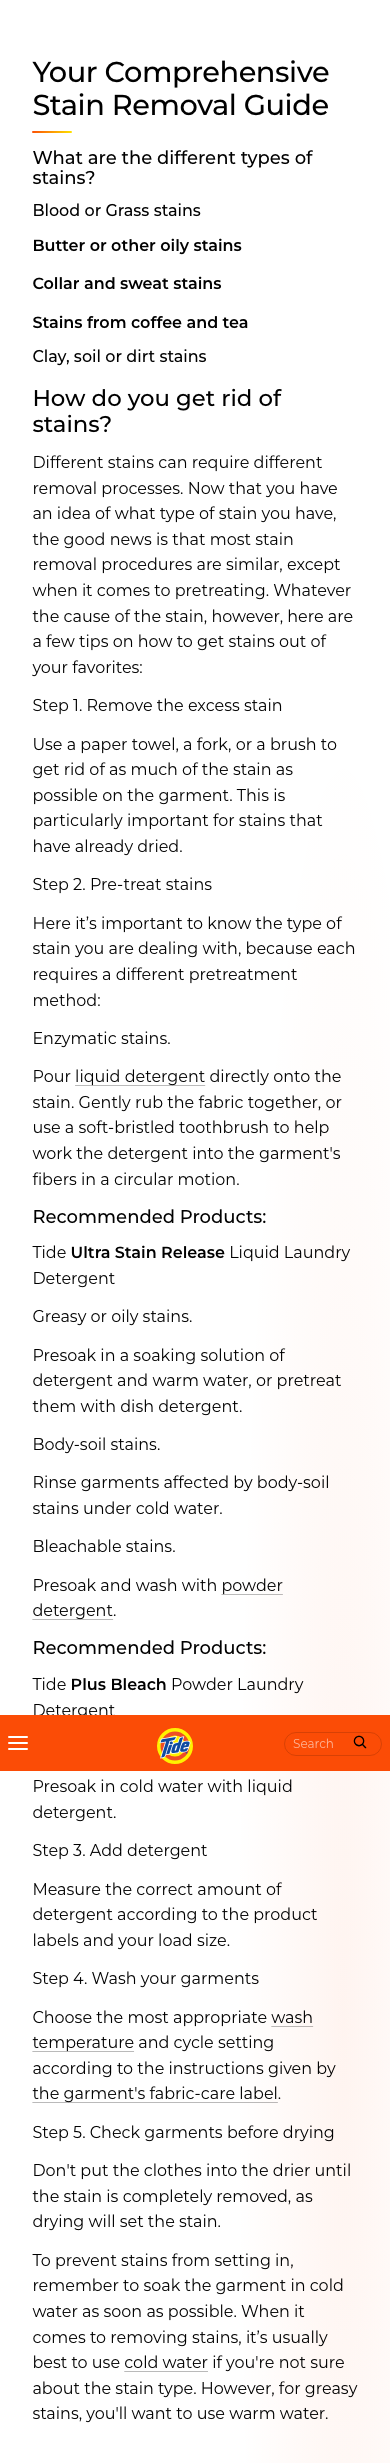 Your Comprehensive
Stain Removal Guide
What are the different types of
stains?
Blood or Grass stains
Butter or other oily stains
Collar and sweat stains
Stains from coffee and tea
Clay, soil or dirt stains
How do you get rid of
stains?
Different stains can require different
removal processes. Now that you have
an idea of what type of stain you have,
the good news is that most stain
removal procedures are similar, except
when it comes to pretreating. Whatever
the cause of the stain, however, here are
a few tips on how to get stains out of
your favorites:
Step 1. Remove the excess stain
Use a paper towel, a fork, or a brush to
get rid of as much of the stain as
possible on the garment. This is
particularly important for stains that
have already dried.
Step 2. Pre-treat stains
Here it’s important to know the type of
stain you are dealing with, because each
requires a different pretreatment
method:
Enzymatic stains.
Pour liquid detergent directly onto the
stain. Gently rub the fabric together, or
use a soft-bristled toothbrush to help
work the detergent into the garment's
fibers in a circular motion.
Recommended Products:
Tide Ultra Stain Release Liquid Laundry
Detergent
Greasy or oily stains.
Presoak in a soaking solution of
detergent and warm water, or pretreat
them with dish detergent.
Body-soil stains.
Rinse garments affected by body-soil
stains under cold water.
Bleachable stains.
Presoak and wash with powder
detergent.
Recommended Products:
Tide Plus Bleach Powder Laundry
Detergent
Tide
Search
Presoak in cold water with liquid
detergent.
Step 3. Add detergent
Measure the correct amount of
detergent according to the product
labels and your load size.
Step 4. Wash your garments
Choose the most appropriate wash
temperature and cycle setting
according to the instructions given by
the garment's fabric-care label.
Step 5. Check garments before drying
Don't put the clothes into the drier until
the stain is completely removed, as
drying will set the stain.
To prevent stains from setting in,
remember to soak the garment in cold
water as soon as possible. When it
comes to removing stains, it’s usually
best to use cold water if you're not sure
about the stain type. However, for greasy
stains, you'll want to use warm water.